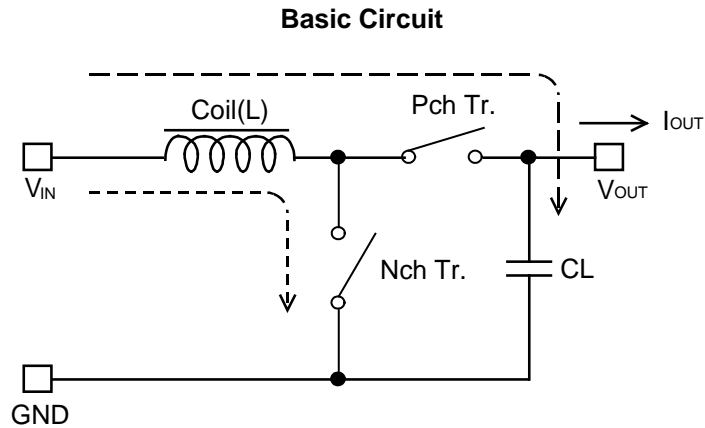 Basic Circuit
Coil(L)
Pch Tr.
IOUT
VIN
VOUT
Nch Tr.
CL
GND